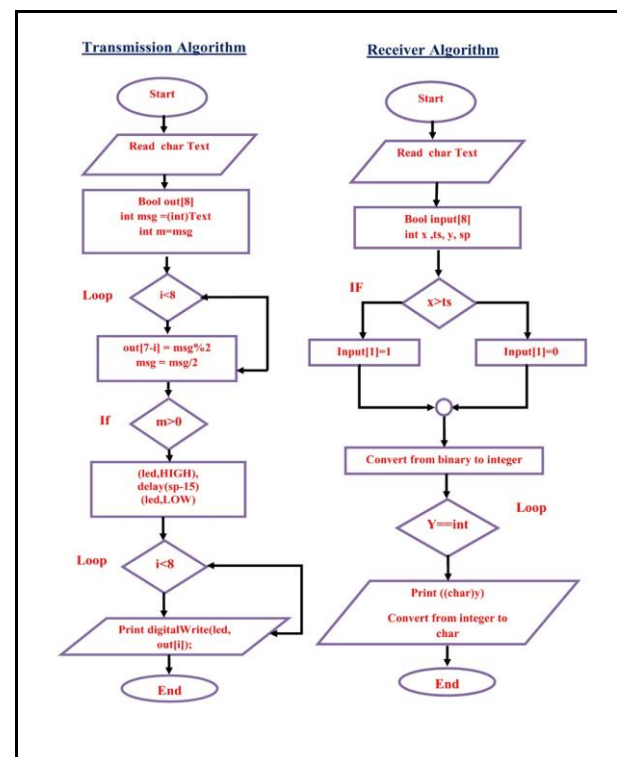 Transmission Algorithm
Start
Read char Text
Bool out[8]
int msg =(int)Text
int m=msg
Loop
i<8
out[7-i] = msg%2
msg = msg/2
If
m>0
(led,HIGH),
delay(sp-15)
(led,LOW)
Loop
i<8
Print digitalWrite(led,
out[i]);
End
Receiver Algorithm
Start
Read char Text
Bool input[8]
int x ,ts, y, sp
IF
x>ts
Input[1]=1
Input[1]=0
Convert from binary to integer
Loop
Y==int
Print ((char)y)
Convert from integer to
char
End